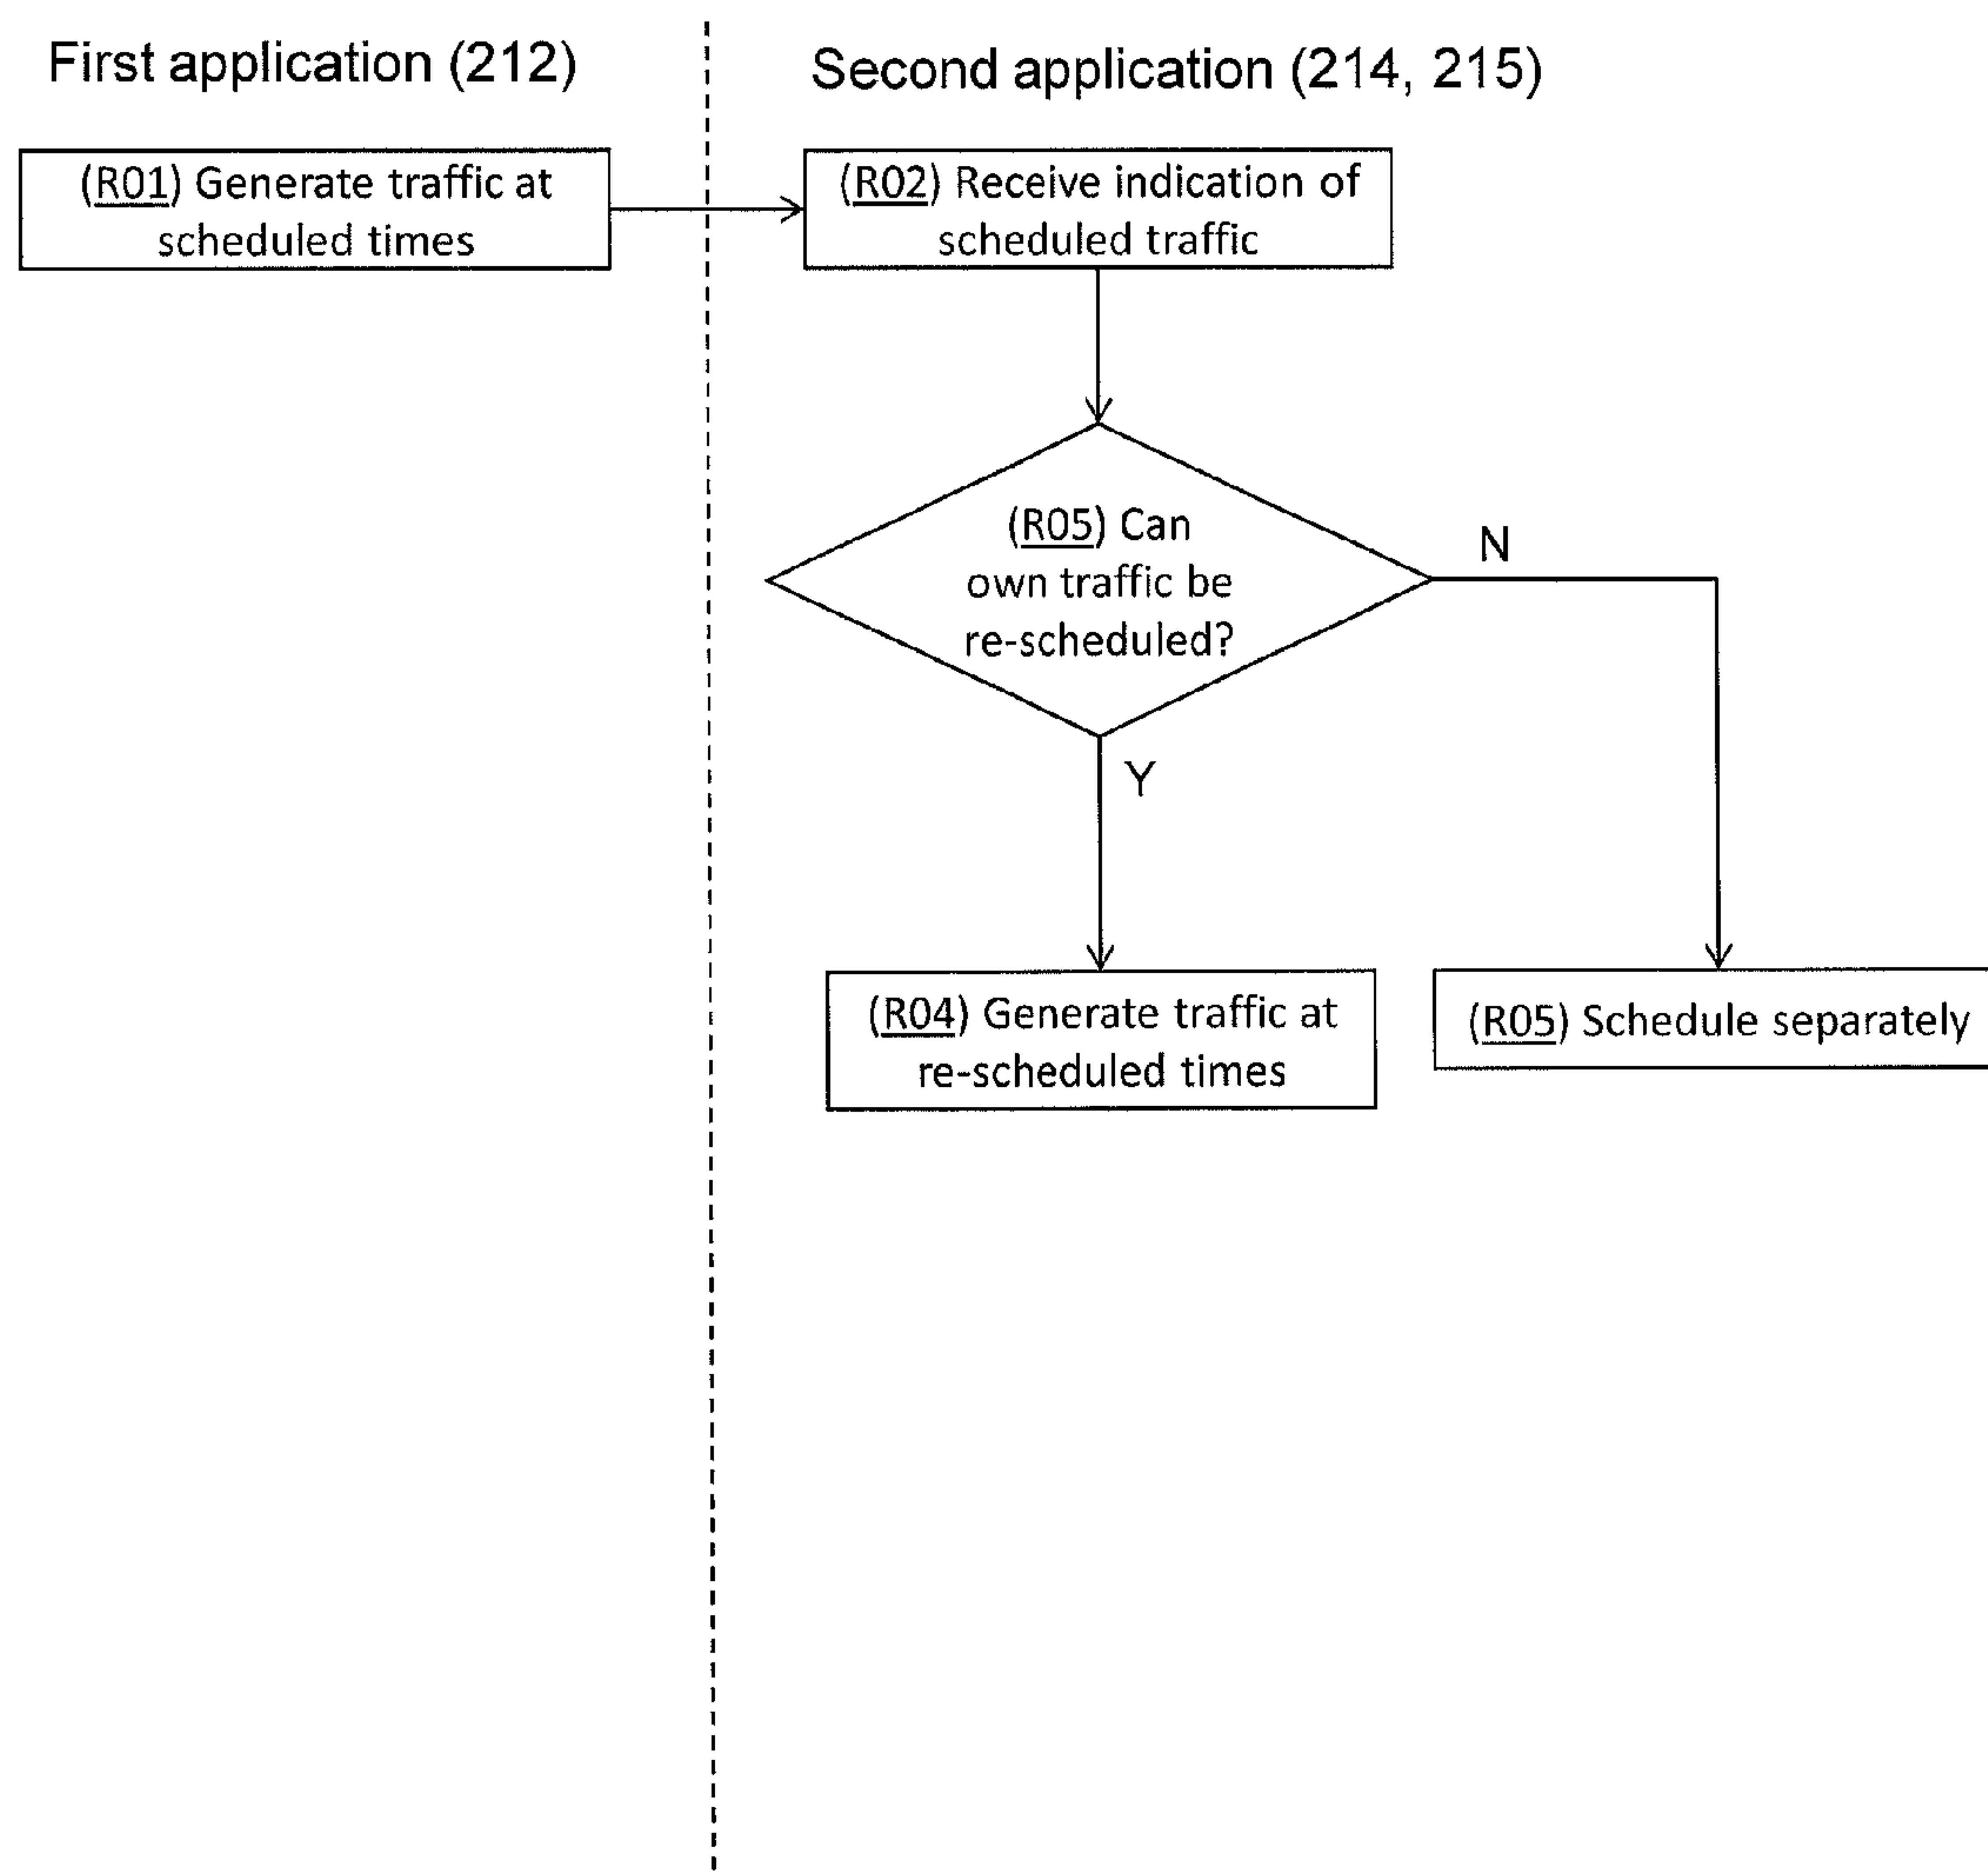 First application (212)
Second application (214, 215)
(R01) Generate traffic at
scheduled times
(R02) Receive indication of
scheduled traffic
(R05) Can
own traffic be
re-scheduled?
N
Y
(R04) Generate traffic at
re-scheduled times
(R05) Schedule separately